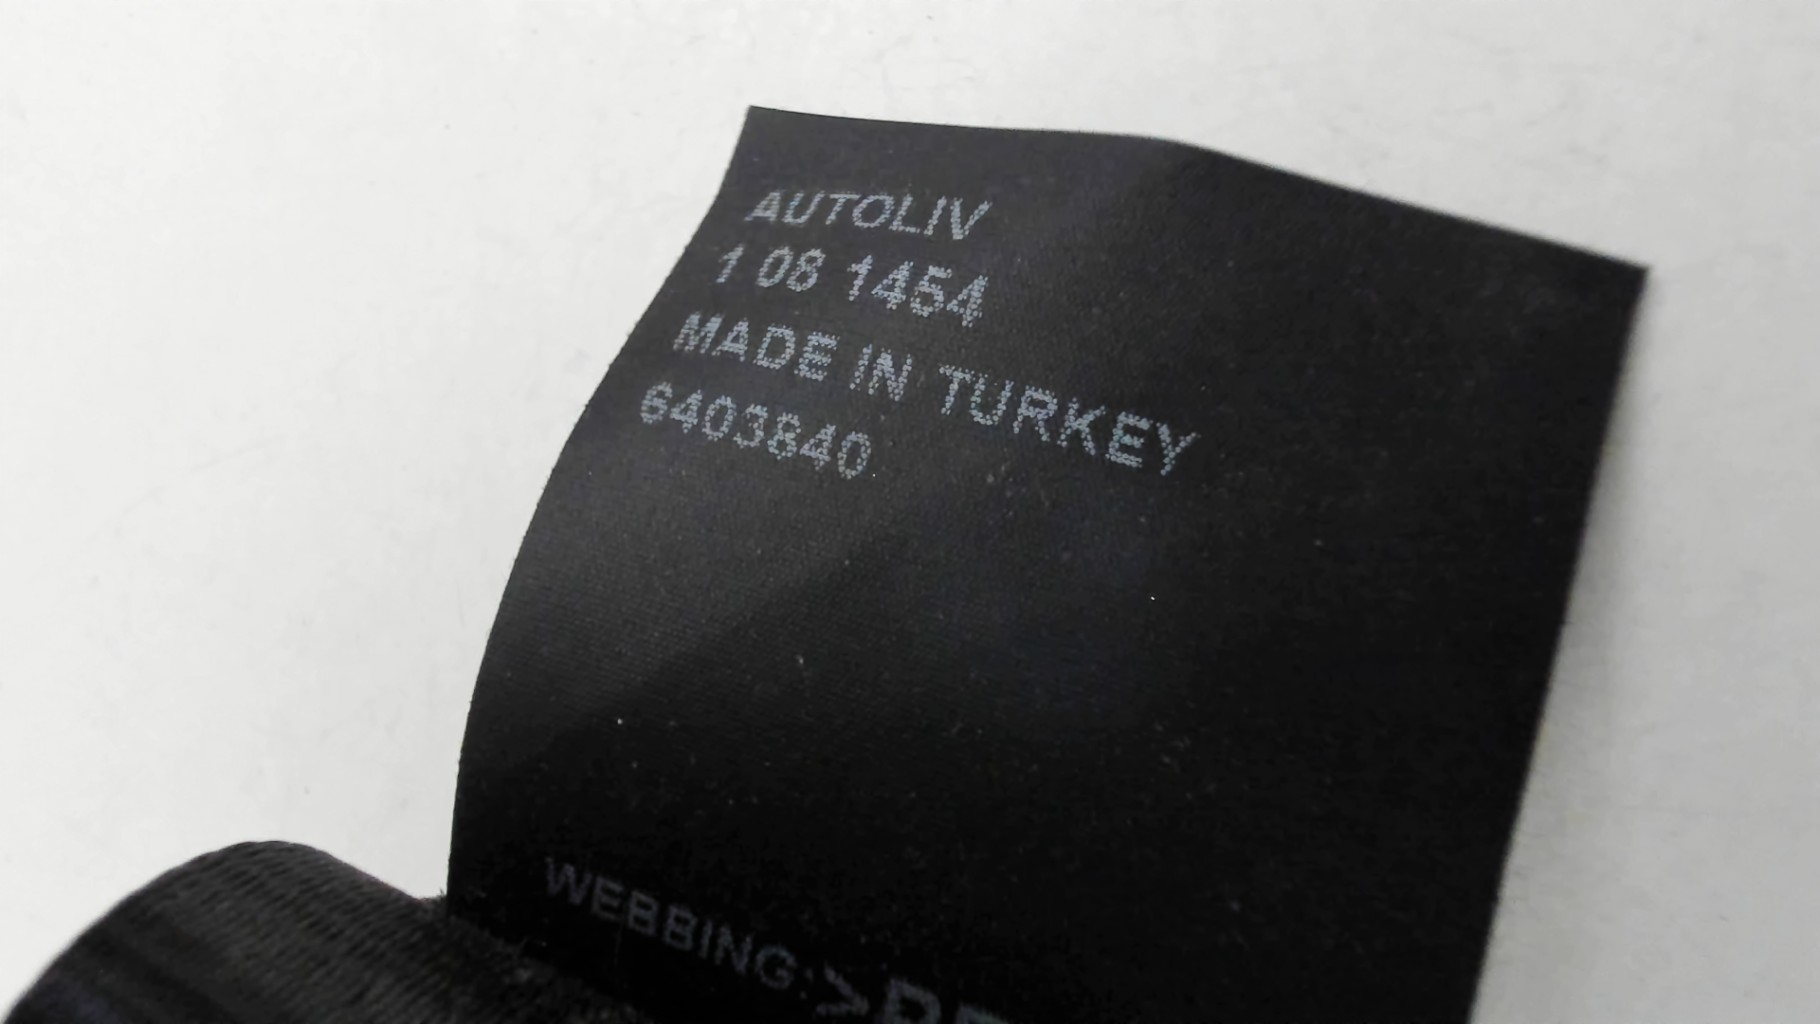 AUTOLIV
1 08 1454
MADE IN TURKEY
6403840
WEBBING:>